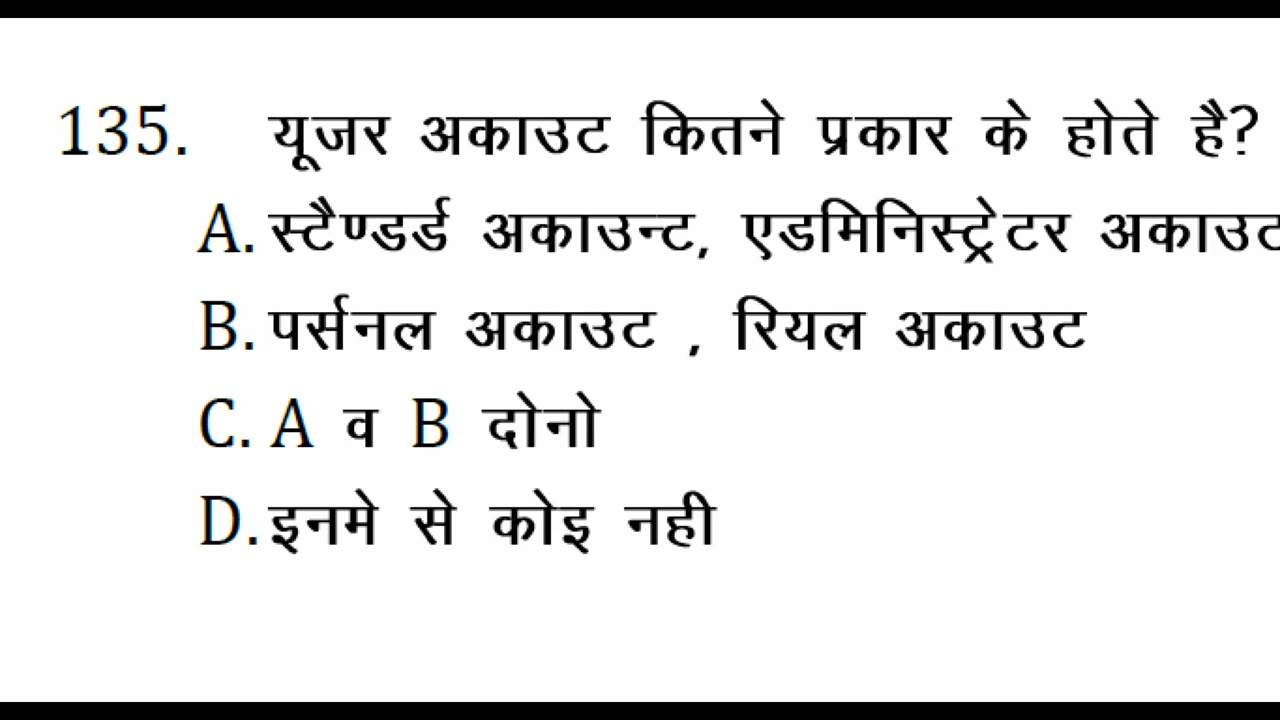 135. यूजर अकाउट कितने प्रकार के होते है?
A. स्टैण्डर्ड अकाउन्ट, एडमिनिस्ट्रेटर अकाउट
B. पर्सनल अकाउट , रियल अकाउट
C. A व B दोनो
D. इनमे से कोइ नही